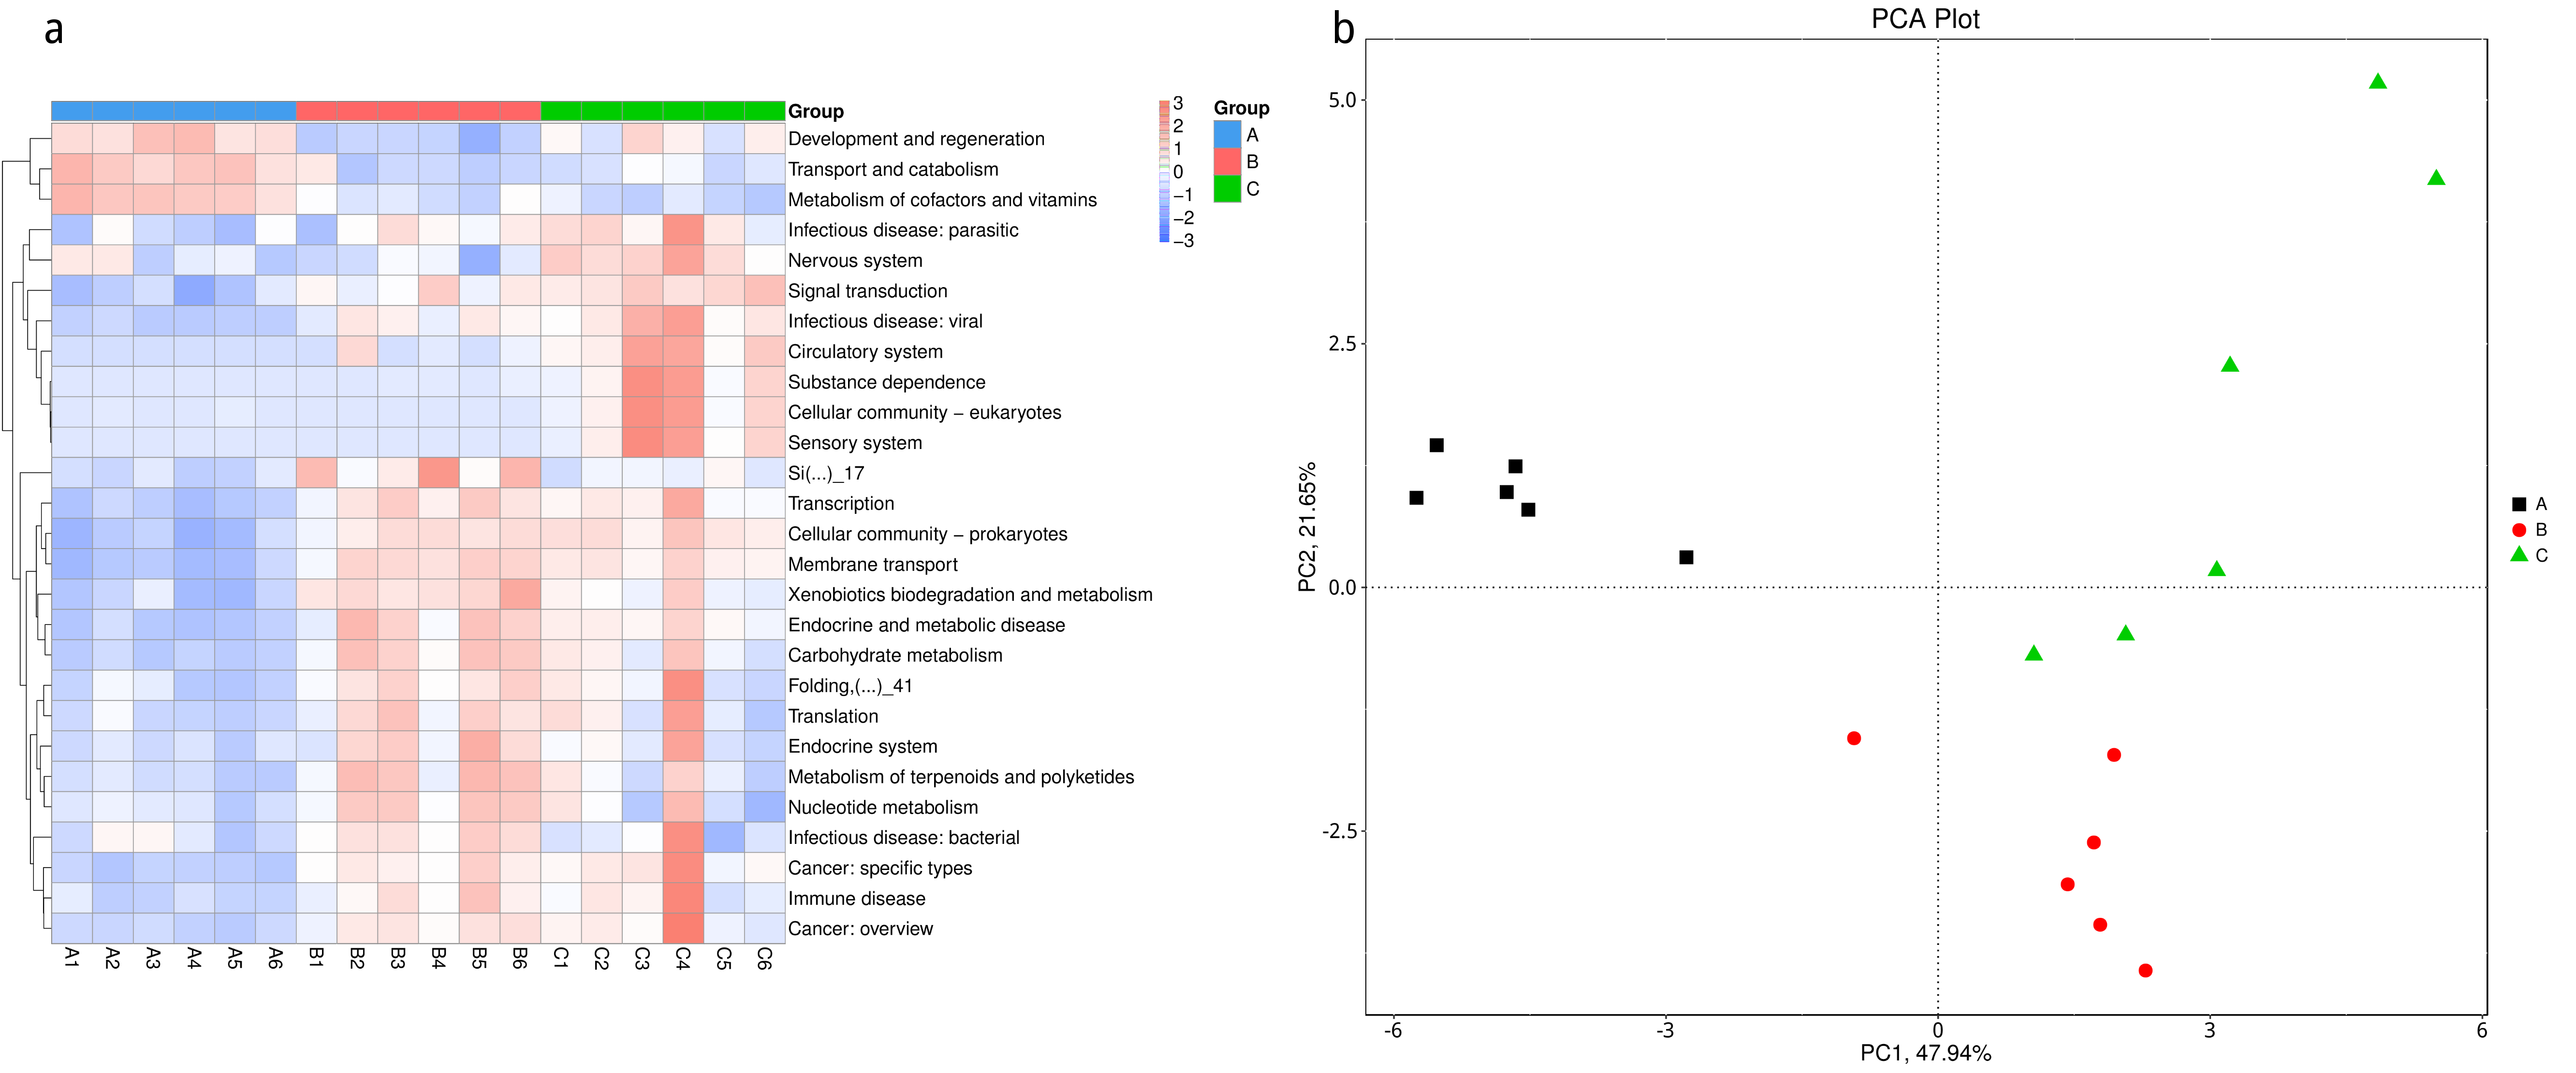 a
Group
Development and regeneration
Transport and catabolism
Metabolism of cofactors and vitamins
Infectious disease: parasitic
Nervous system
Signal transduction
Infectious disease: viral
Circulatory system
Substance dependence
Cellular community − eukaryotes
Sensory system
Si(...)_17
Transcription
Cellular community − prokaryotes
Membrane transport
Xenobiotics biodegradation and metabolism
Endocrine and metabolic disease
Carbohydrate metabolism
Folding,(...)_41
Translation
Endocrine system
Metabolism of terpenoids and polyketides
Nucleotide metabolism
Infectious disease: bacterial
Cancer: specific types
Immune disease
Cancer: overview
A1 A2 A3 A4 A5 A6 B1 B2 B3 B4 B5 B6 C1 C2 C3 C4 C5 C6
3
2
1
0
−1
−2
−3
Group
A
B
C
b
PCA Plot
PC2, 21.65%
5.0
2.5
0.0
-2.5
-6 -3 0 3 6
PC1, 47.94%
A
B
C